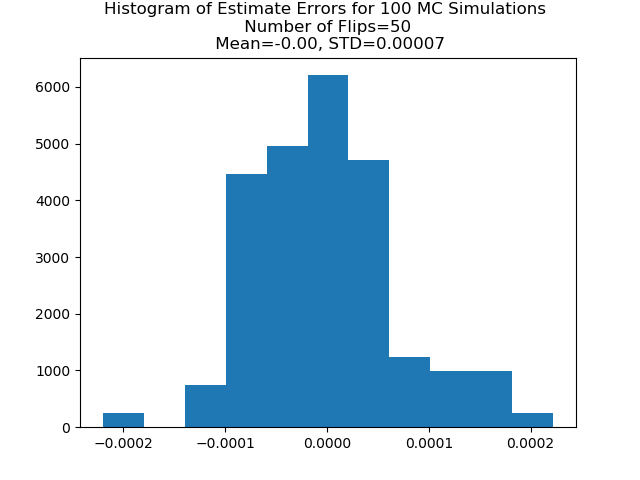 Histogram of Estimate Errors for 100 MC Simulations
Number of Flips=50
Mean=-0.00, STD=0.00007
6000
5000
4000
3000
2000
1000
0
−0.0002 −0.0001 0.0000 0.0001 0.0002